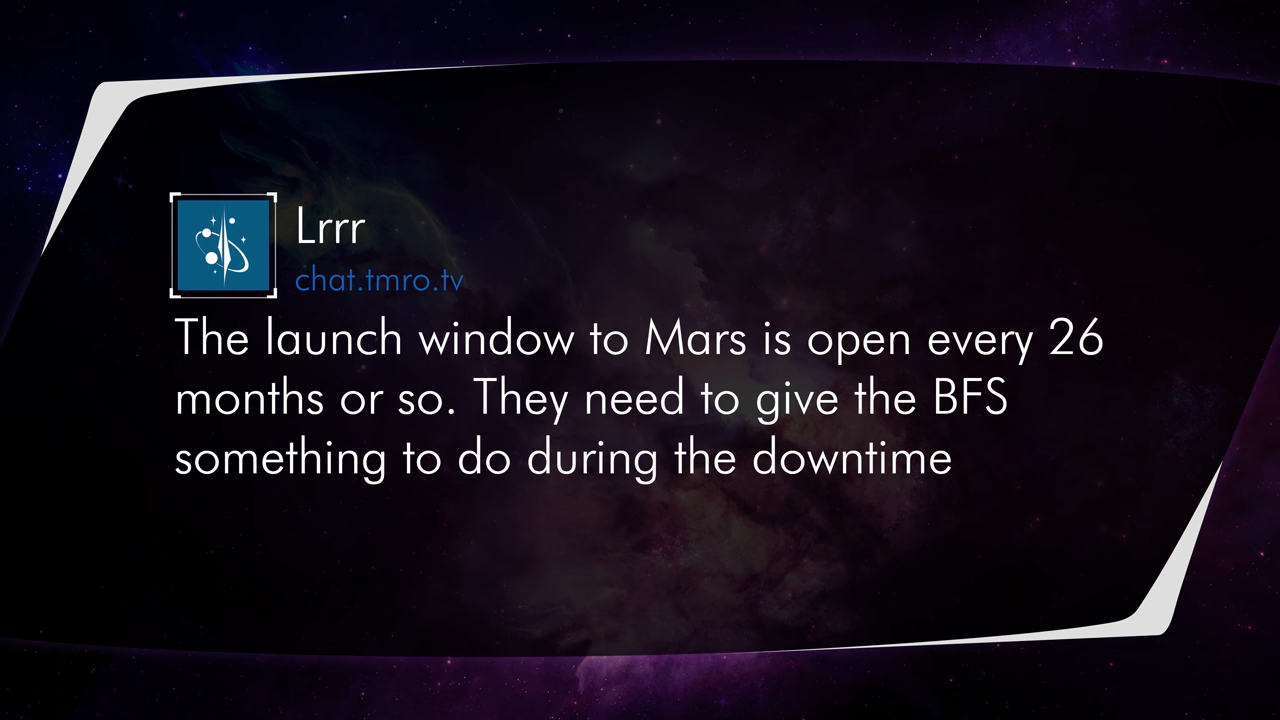 Lrrr
chat.tmro.tv
The launch window to Mars is open every 26
months or so. They need to give the BFS
something to do during the downtime